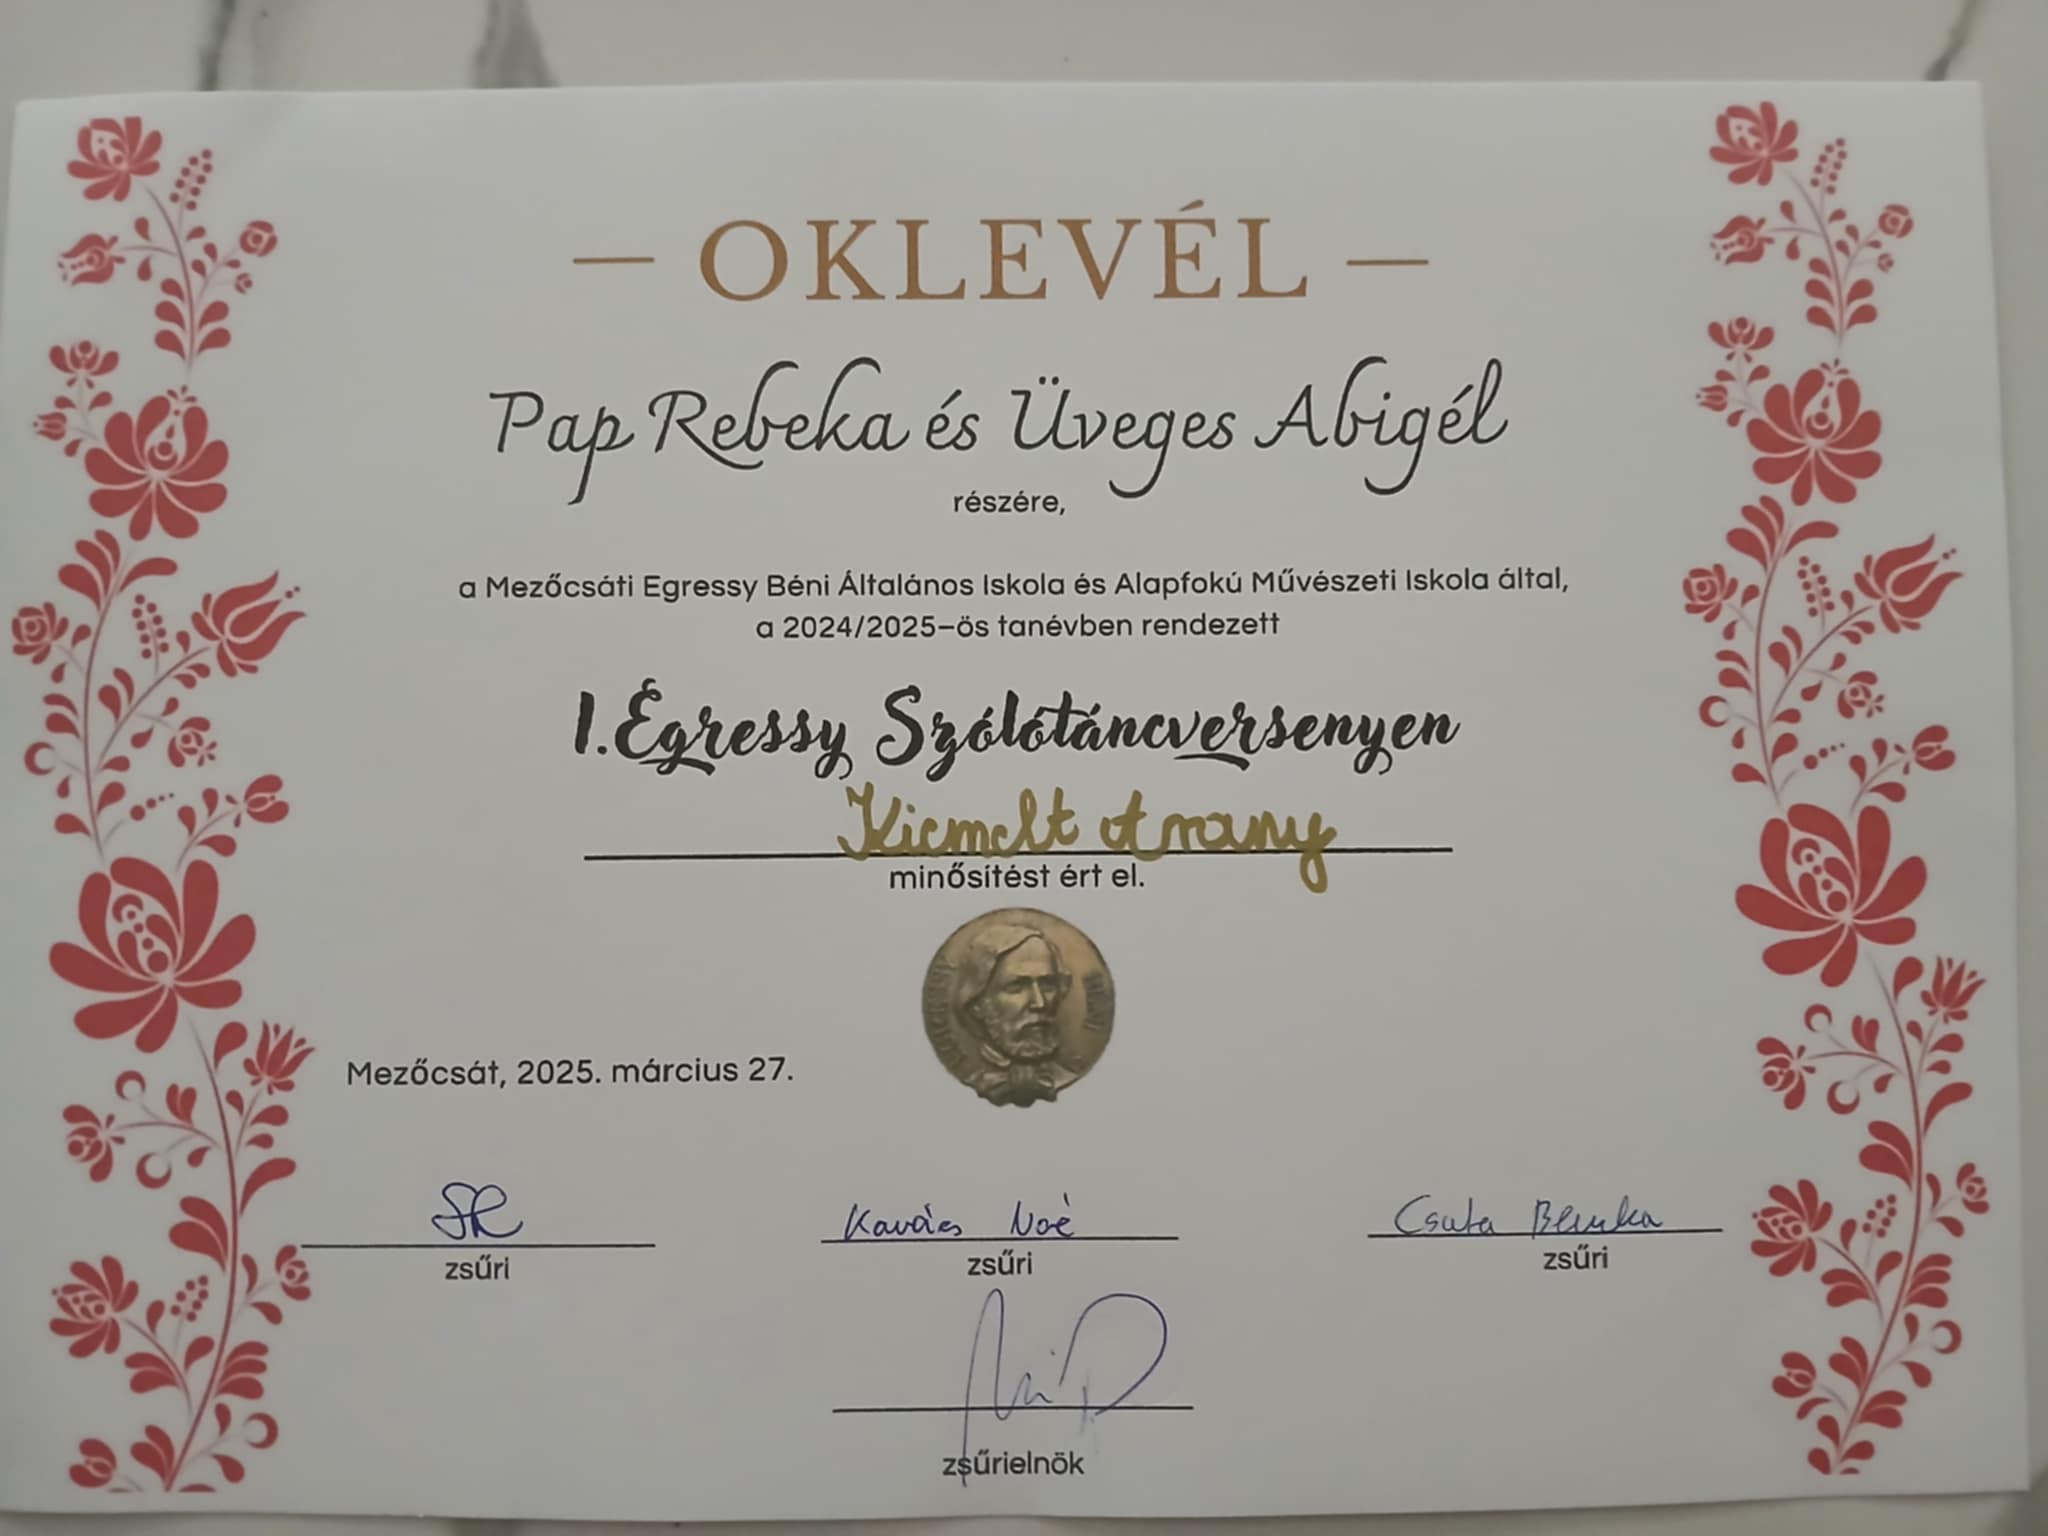 — OKLEVÉL —
Pap Rebeka és Üveges Abigél
részére,
a Mezőcsáti Egressy Béni Általános Iskola és Alapfokú Művészeti Iskola által,
a 2024/2025-ös tanévben rendezett
I. Egressy Szólótáncversenyen
Kiemelt Arany
minősítést ért el.
Mezőcsát, 2025. március 27.
Kovács Noé
Csuta Blanka
zsűri
zsűri
zsűri
zsűrielnök